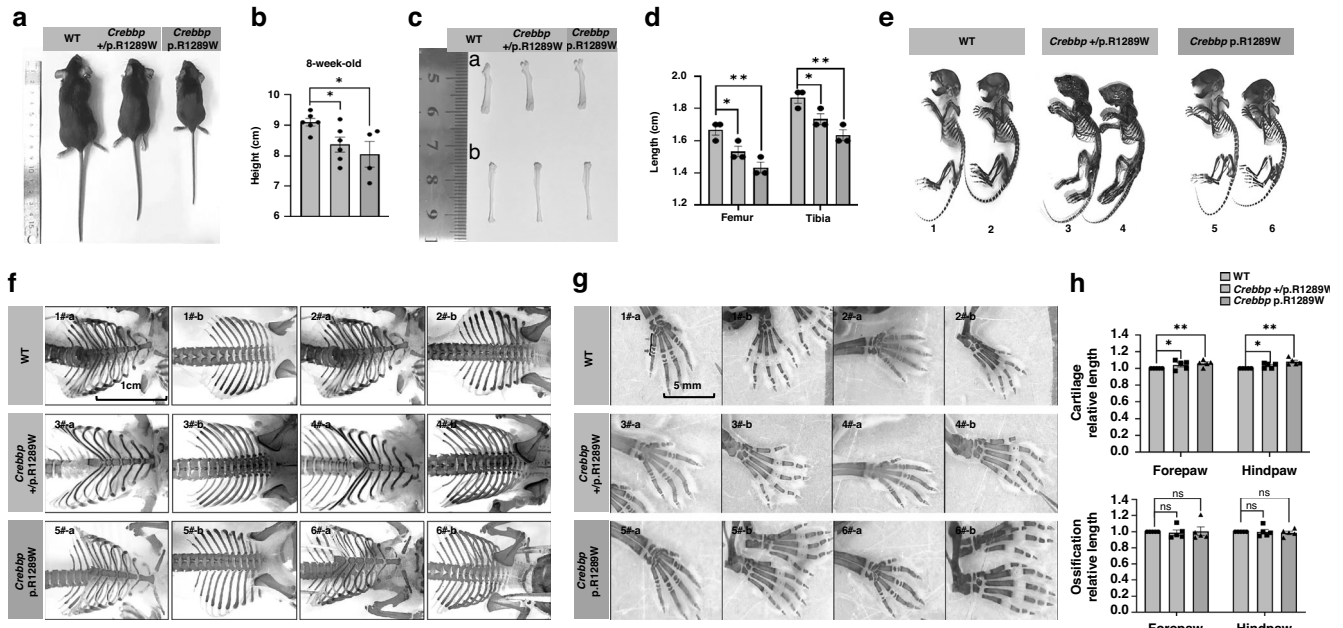 a
WT
Crebbp
+/p.R1289W
Crebbp
p.R1289W
b
8-week-old
*
*
10
9
8
7
6
Height (cm)
c
WT
Crebbp
+/p.R1289W
Crebbp
p.R1289W
a
b
5
6
7
8
9
d
2.0
1.8
1.6
1.4
1.2
Length (cm)
**
*
**
*
Femur
Tibia
e
WT
Crebbp +/p.R1289W
Crebbp p.R1289W
1
2
3
4
5
6
f
WT
1#-a
1#-b
2#-a
2#-b
1cm
Crebbp
+/p.R1289W
3#-a
3#-b
4#-a
4#-b
Crebbp
p.R1289W
5#-a
5#-b
6#-a
6#-b
g
WT
1#-a
1#-b
2#-a
2#-b
5 mm
Crebbp
+/p.R1289W
3#-a
3#-b
4#-a
4#-b
Crebbp
p.R1289W
5#-a
5#-b
6#-a
6#-b
h
WT
Crebbp +/p.R1289W
Crebbp p.R1289W
1.4
1.2
1.0
0.8
0.6
0.4
0.2
0.0
Cartilage
relative length
**
*
**
*
Forepaw
Hindpaw
1.4
1.2
1.0
0.8
0.6
0.4
0.2
0.0
Ossification
relative length
ns
ns
ns
ns
Forepaw
Hindpaw